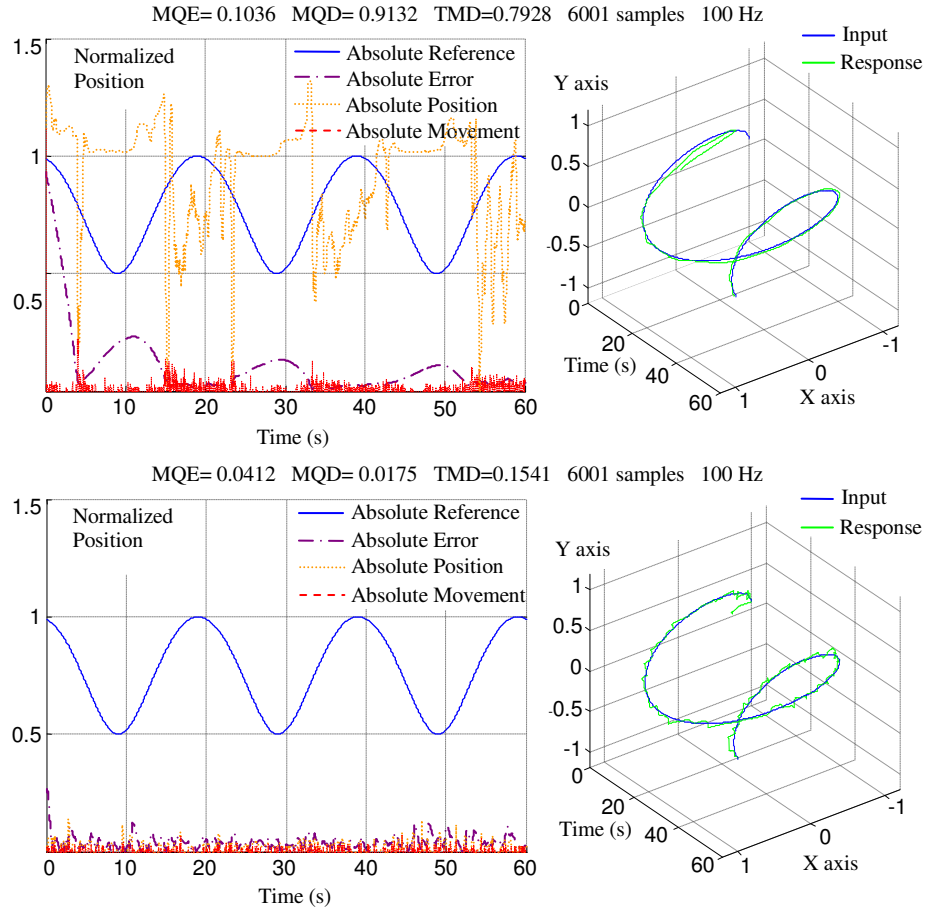 MQE= 0.1036 MQD= 0.9132 TMD=0.7928 6001 samples 100 Hz
1.5
Normalized
Position
Absolute Reference
Absolute Error
Absolute Position
Absolute Movement
1
0.5
0 10 20 30 40 50 60
Time (s)
Input
Response
Y axis
1
0.5
0
-0.5
-1
0
20
40
60
Time (s)
1
0
-1
X axis
MQE= 0.0412 MQD= 0.0175 TMD=0.1541 6001 samples 100 Hz
1.5
Normalized
Position
Absolute Reference
Absolute Error
Absolute Position
Absolute Movement
1
0.5
0 10 20 30 40 50 60
Time (s)
Input
Response
Y axis
1
0.5
0
-0.5
-1
0
20
40
60
Time (s)
1
0
-1
X axis